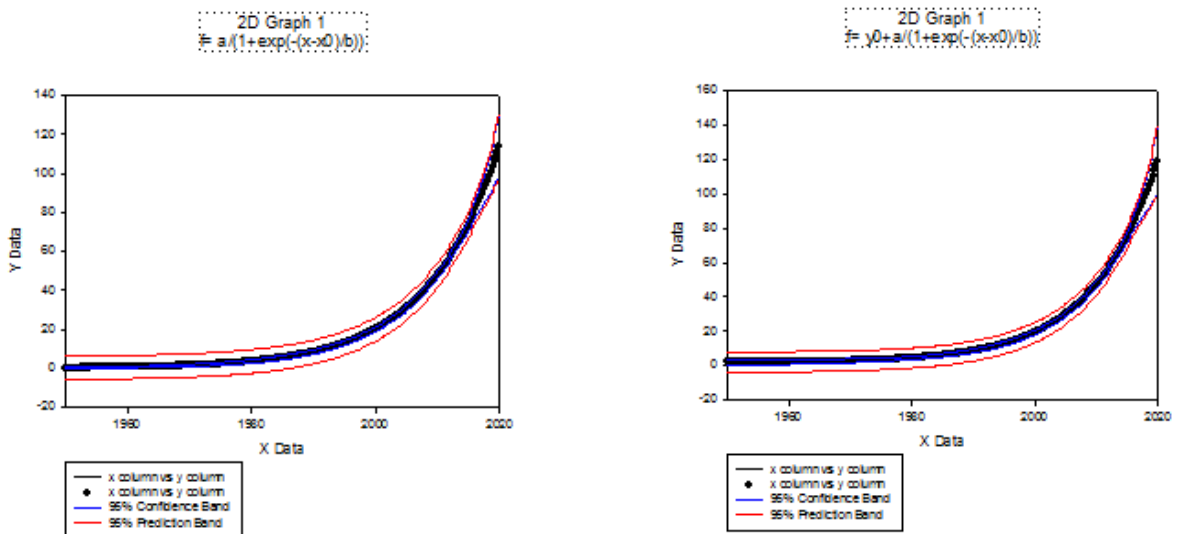 2D Graph 1
f= a/(1+exp(-(x-x0)/b))
140
120
100
80
60
40
20
0
-20
Y Data
1960
1980
2000
2020
X Data
x column vs y column
x column vs y column
95% Confidence Band
95% Prediction Band
2D Graph 1
f= y0+a/(1+exp(-(x-x0)/b))
160
140
120
100
80
60
40
20
0
-20
Y Data
1960
1980
2000
2020
X Data
x column vs y column
x column vs y column
95% Confidence Band
95% Prediction Band